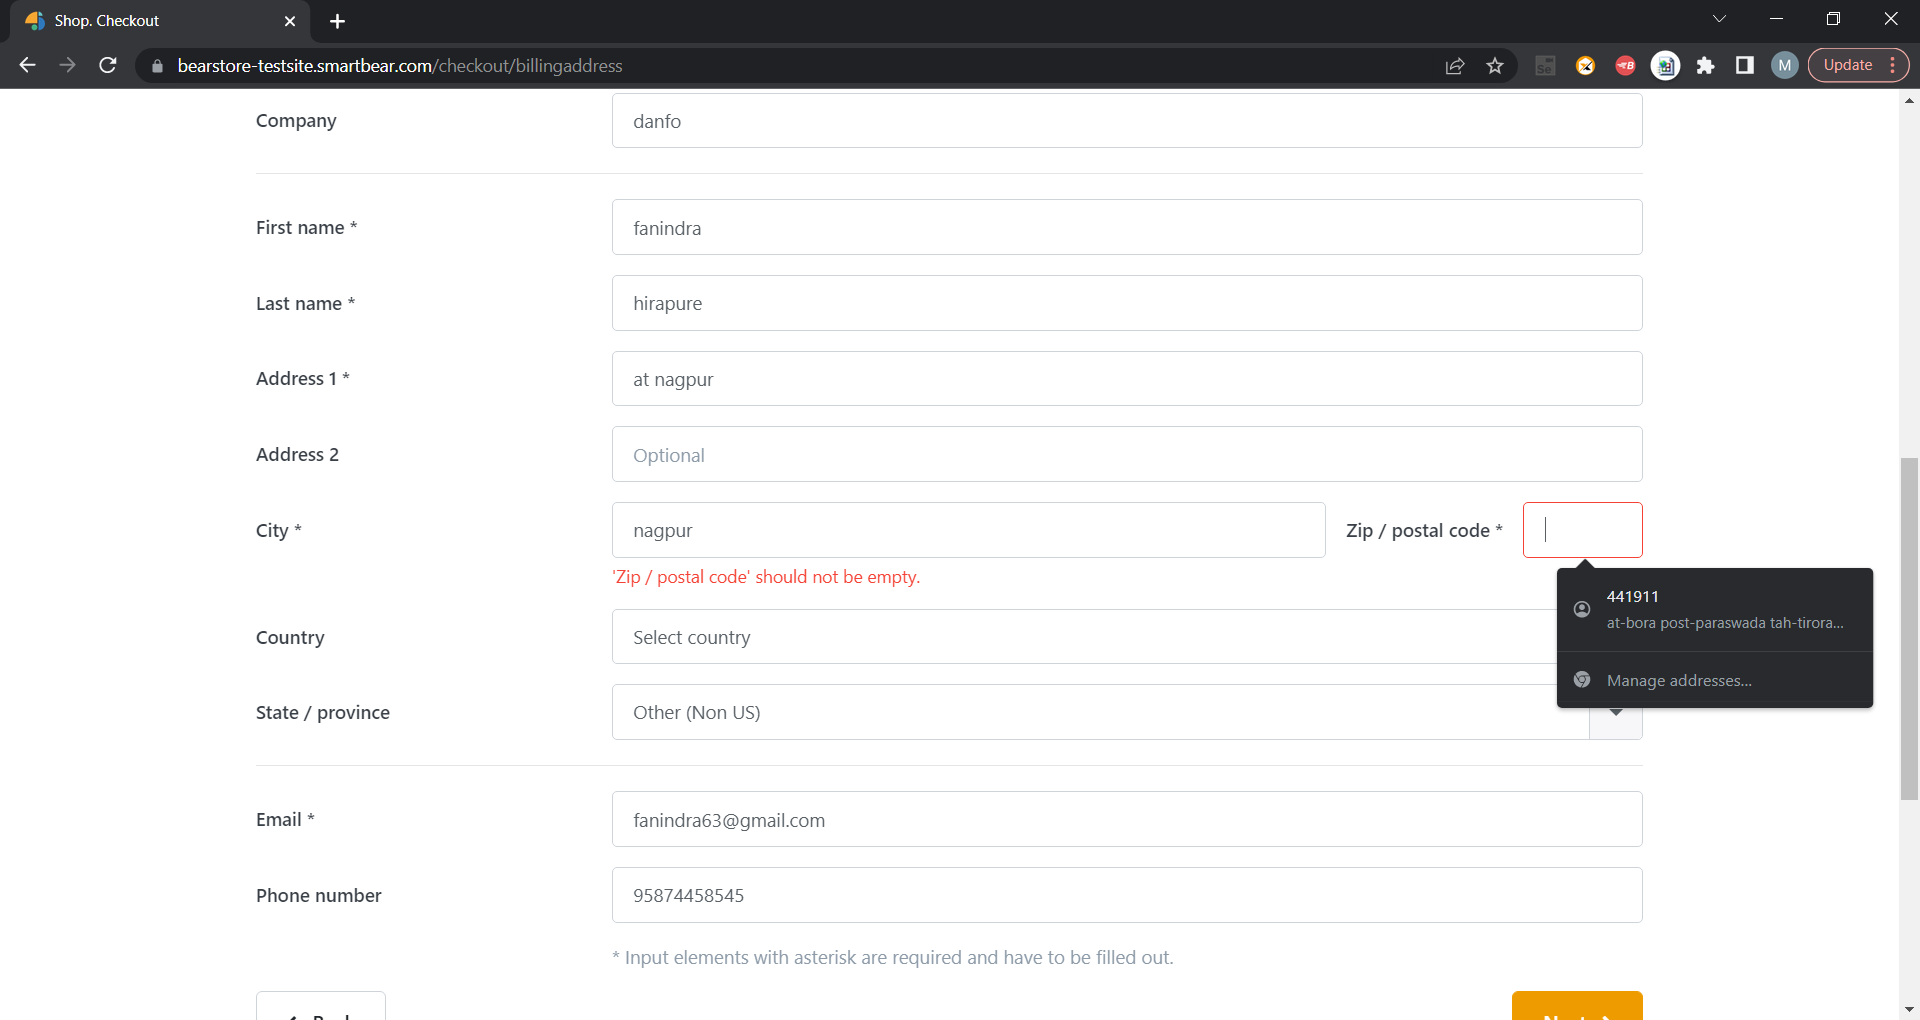 Shop. Checkout
bearstore-testsite.smartbear.com/checkout/billingaddress
Se
B
M
Update
Company
danfo
First name *
fanindra
Last name *
hirapure
Address 1 *
at nagpur
Address 2
Optional
City *
nagpur
Zip / postal code *
'Zip / postal code' should not be empty.
441911
at-bora post-paraswada tah-tirora...
Manage addresses...
Country
Select country
State / province
Other (Non US)
Email *
fanindra63@gmail.com
Phone number
95874458545
* Input elements with asterisk are required and have to be filled out.
Back
Next